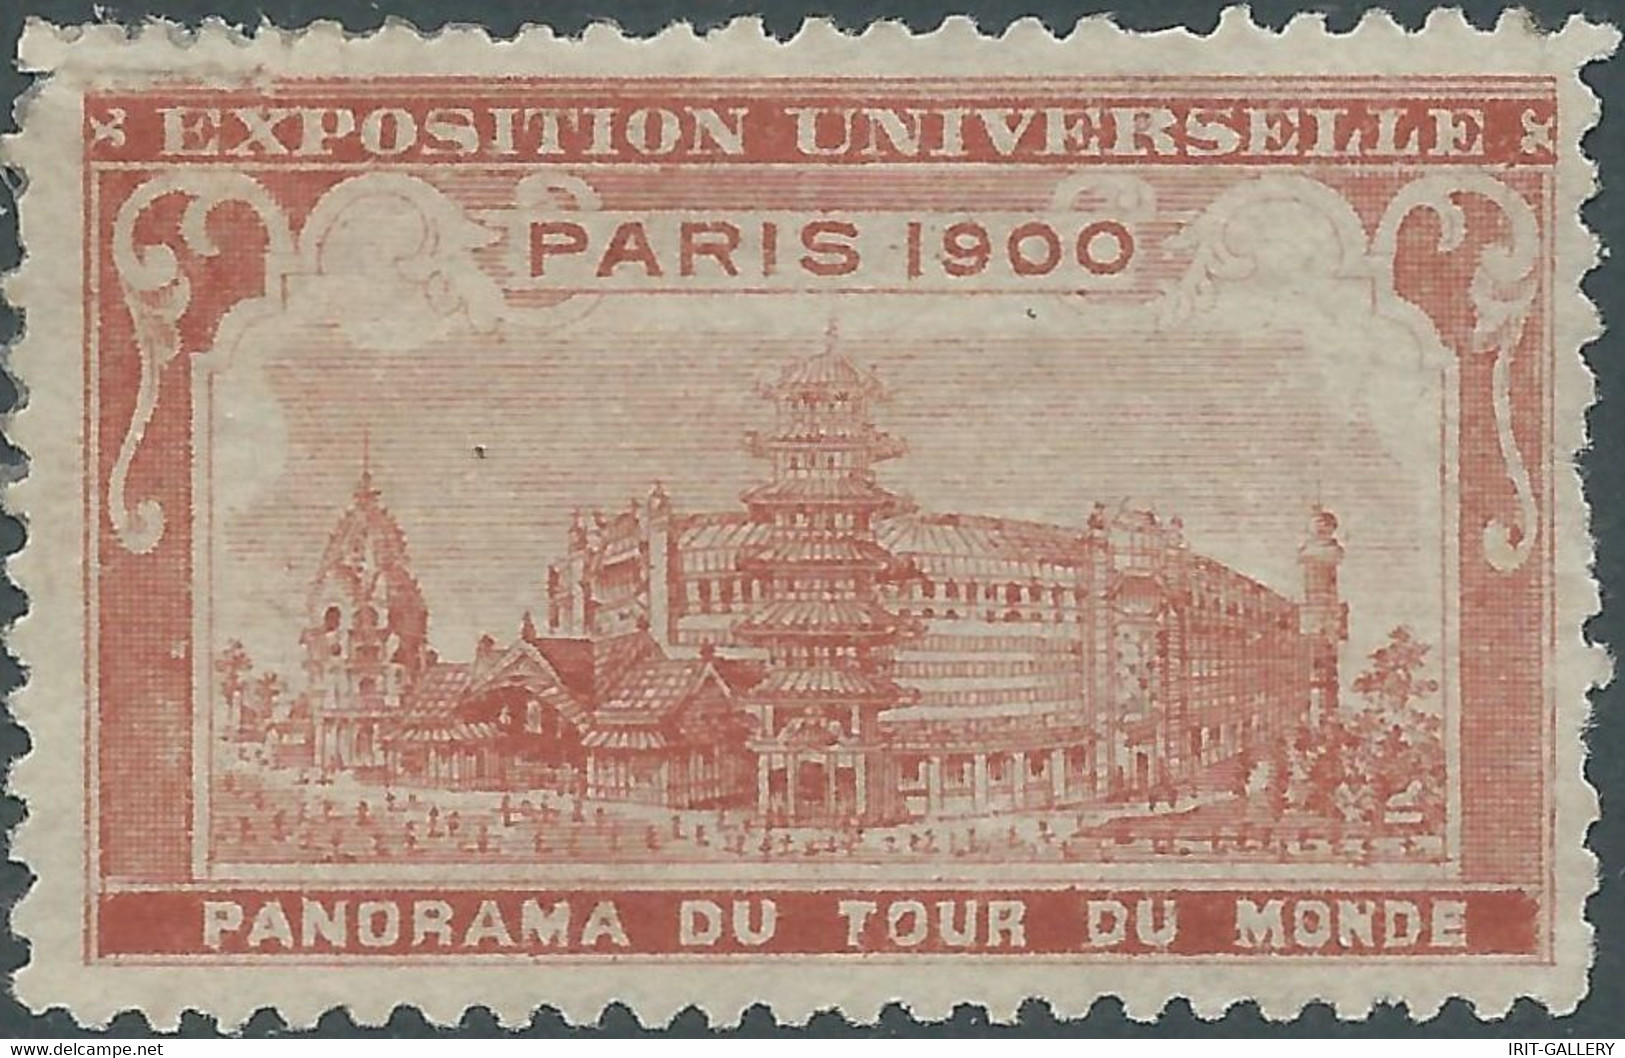 EXPOSITION UNIVERSELLE
PARIS 1900
PANORAMA DU TOUR DU MONDE
www.delcampe.net
IRIT-GALLERY